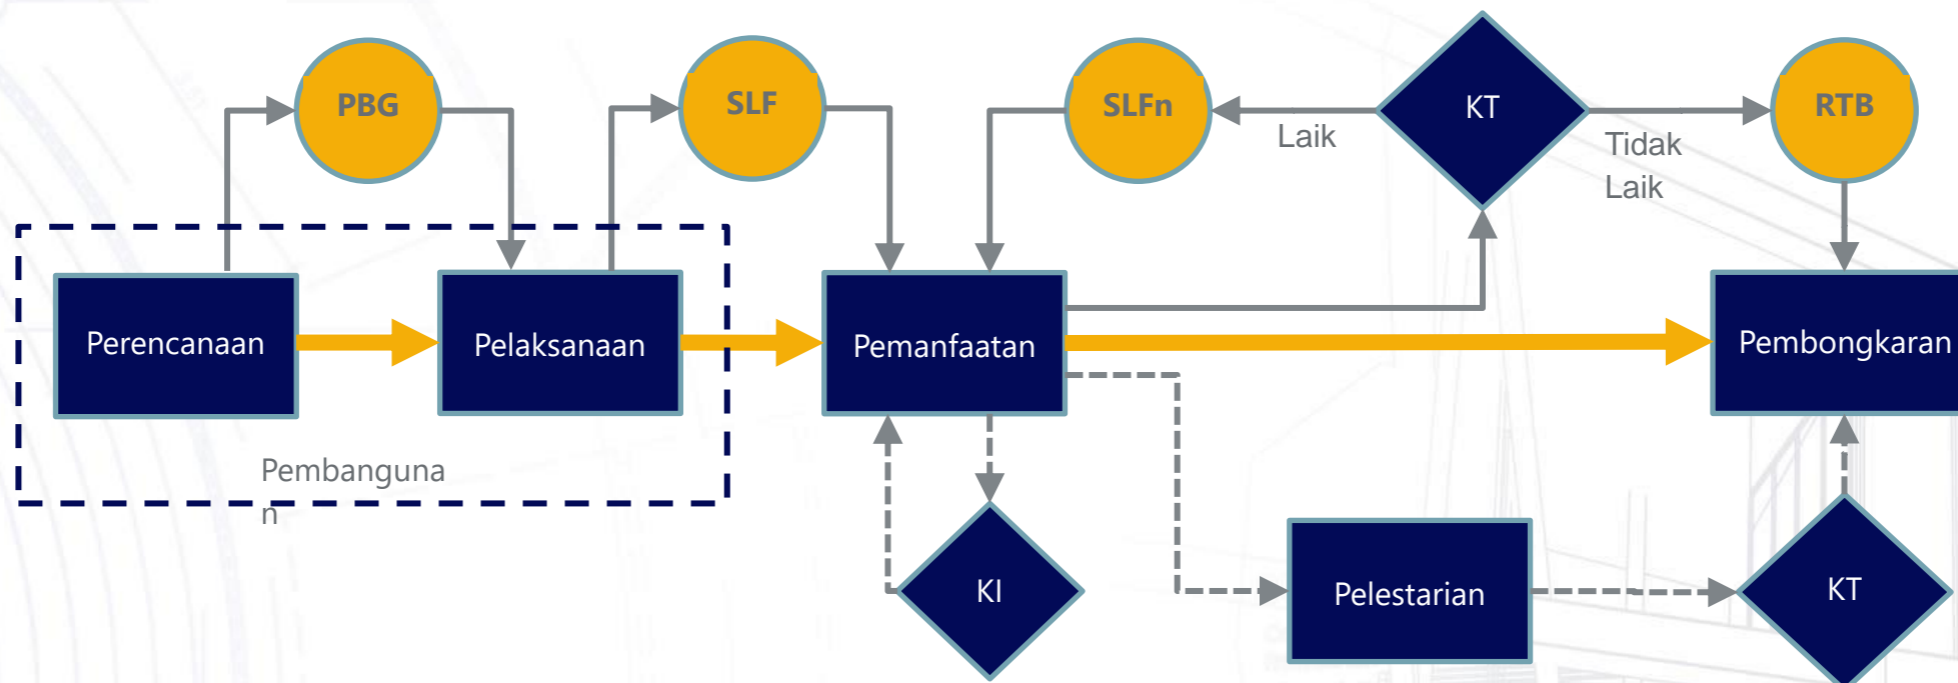 PBG
SLF
SLFn
KT
RTB
Laik
Tidak
Laik
Perencanaan
Pelaksanaan
Pemanfaatan
Pembongkaran
Pembanguna
n
KI
Pelestarian
KT